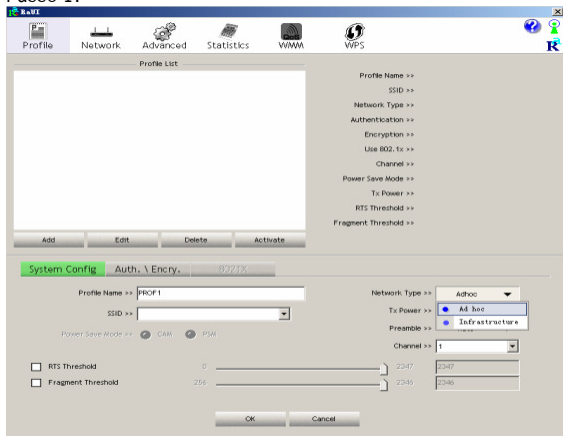 RaUI
Profile Network Advanced Statistics WMM WPS
Profile List
Profile Name >>
SSID >>
Network Type >>
Authentication >>
Encryption >>
Use 802.1x >>
Channel >>
Power Save Mode >>
Tx Power >>
RTS Threshold >>
Fragment Threshold >>
Add Edit Delete Activate
System Config Auth. \ Encry. 8021X
Profile Name >> PROF1
Network Type >> Adhoc
SSID >>
Tx Power >>
Ad hoc
Infrastructure
Power Save Mode >> CAM PSM
Preamble >>
Channel >> 1
RTS Threshold 0 2347 2347
Fragment Threshold 256 2346 2346
OK Cancel